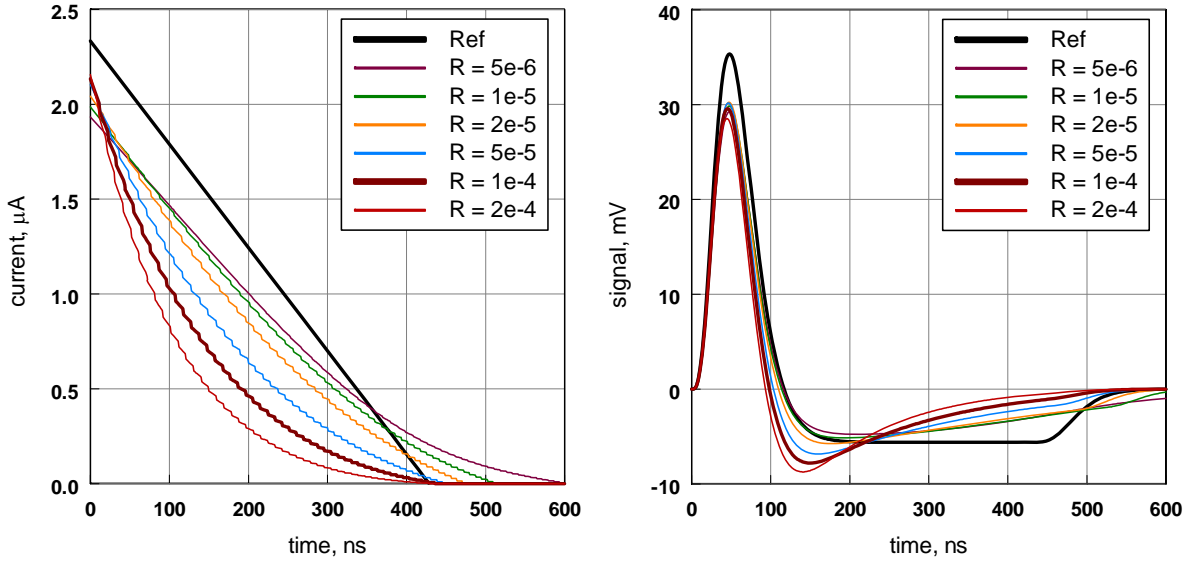 2.5
2.0
1.5
1.0
0.5
0.0
0 100 200 300 400 500 600
time, ns
current, μA
Ref
R = 5e-6
R = 1e-5
R = 2e-5
R = 5e-5
R = 1e-4
R = 2e-4
40
30
20
10
0
-10
0 100 200 300 400 500 600
time, ns
signal, mV
Ref
R = 5e-6
R = 1e-5
R = 2e-5
R = 5e-5
R = 1e-4
R = 2e-4